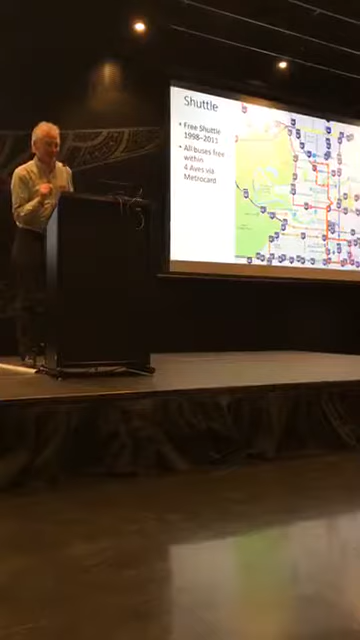 Shuttle
• Free Shuttle
1998–2011
• All buses free
within
4 Aves via
Metrocard